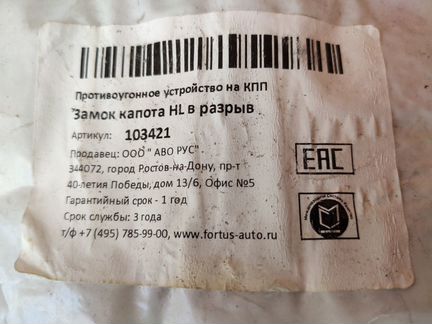 Противоугонное устройство на КПП
Замок капота HL в разрыв
Артикул: 103421
Продавец: ООО " АВО РУС"
344072, город Ростов-на-Дону, пр-т
40-летия Победы, дом 13/6, Офис №5
Гарантийный срок - 1 год
Срок службы: 3 года
т/ф +7 (495) 785-99-00, www.fortus-auto.ru
ЕАС